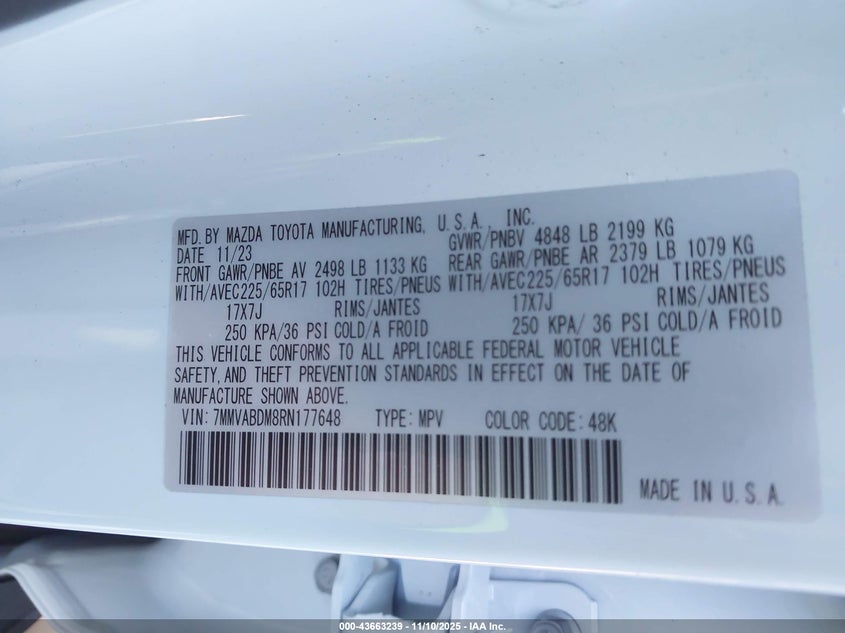 MFD. BY MAZDA TOYOTA MANUFACTURING, U.S.A., INC.
DATE 11/23 GVWR/PNBV 4848 LB 2199 KG
FRONT GAWR/PNBE AV 2498 LB 1133 KG REAR GAWR/PNBE AR 2379 LB 1079 KG
WITH/AVEC225/65R17 102H TIRES/PNEUS WITH/AVEC225/65R17 102H TIRES/PNEUS
17X7J RIMS/JANTES 17X7J RIMS/JANTES
250 KPA/36 PSI COLD/A FROID 250 KPA/ 36 PSI COLD/A FROID
THIS VEHICLE CONFORMS TO ALL APPLICABLE FEDERAL MOTOR VEHICLE
SAFETY, AND THEFT PREVENTION STANDARDS IN EFFECT ON THE DATE OF
MANUFACTURE SHOWN ABOVE.
VIN: 7MMVABDM8RN177648 TYPE: MPV COLOR CODE: 48K
MADE IN U.S.A.
000-43663239 - 11/10/2025 - IAA Inc.